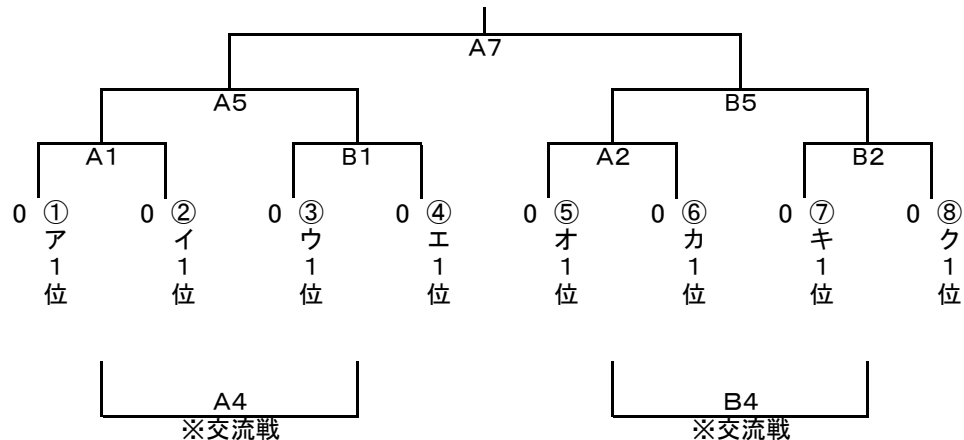 A7
A5 B5
A1 B1 A2 B2
0 ①ア1位 0 ②イ1位 0 ③ウ1位 0 ④エ1位 0 ⑤オ1位 0 ⑥カ1位 0 ⑦キ1位 0 ⑧ク1位
A4 B4
※交流戦 ※交流戦